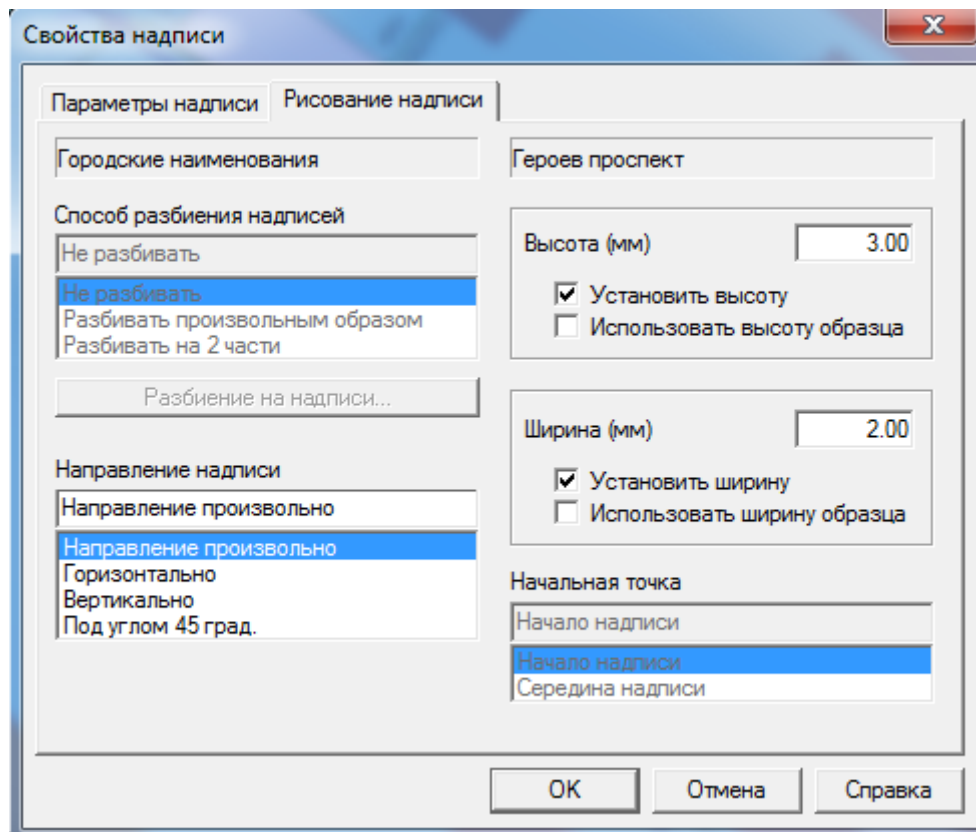 Свойства надписи
Параметры надписи
Рисование надписи
Городские наименования
Способ разбиения надписей
Не разбивать
Не разбивать
Разбивать произвольным образом
Разбивать на 2 части
Разбиение на надписи...
Направление надписи
Направление произвольно
Направление произвольно
Горизонтально
Вертикально
Под углом 45 град.
Героев проспект
Высота (мм) 3.00
Установить высоту
Использовать высоту образца
Ширина (мм) 2.00
Установить ширину
Использовать ширину образца
Начальная точка
Начало надписи
Начало надписи
Середина надписи
OK
Отмена
Справка